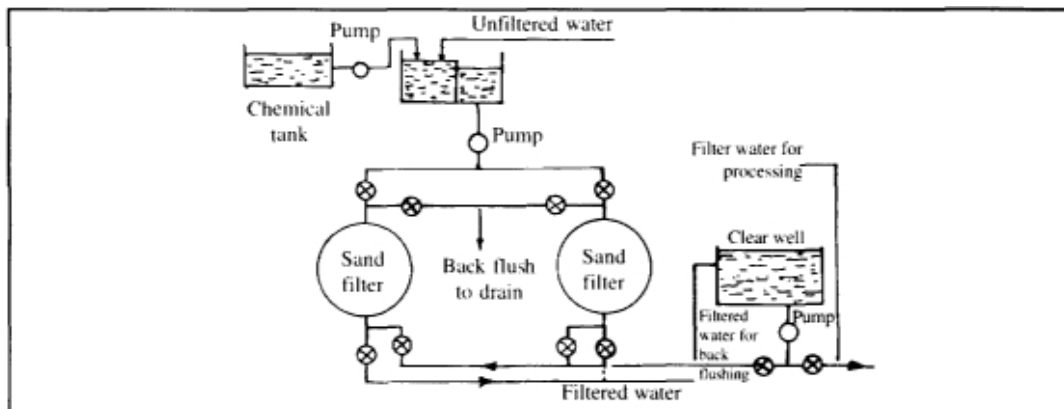 Pump
Unfiltered water
Chemical
tank
Pump
Filter water for
processing
Clear well
Sand
filter
Back flush
to drain
Sand
filter
Pump
Filtered
water for
back
flushing
Filtered water